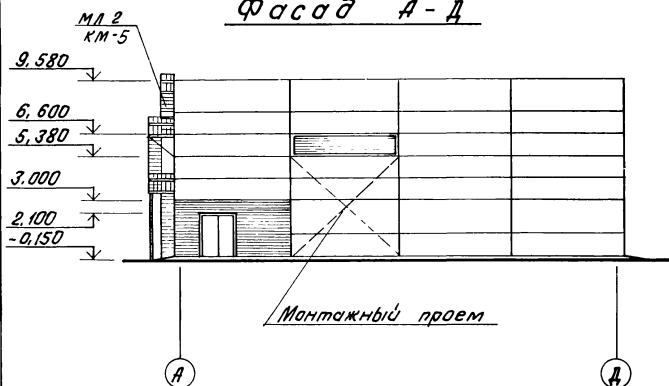 Фасад А-Д
МЛ 2
КМ-5
9,580
6,600
5,380
3.000
2,100
-0,150
Монтажный проем
А
Д